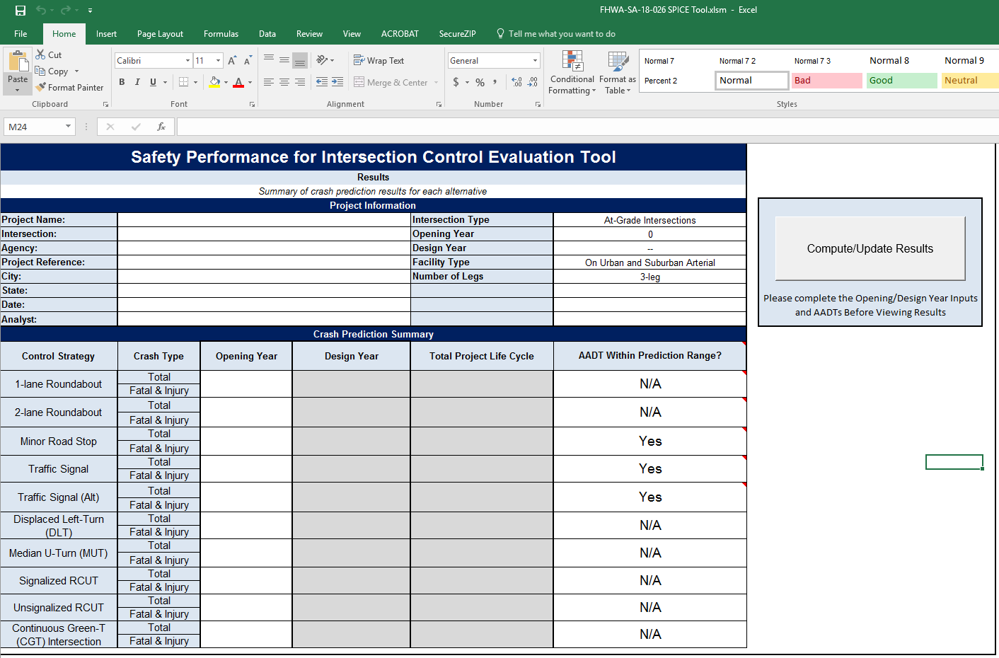 FHWA-SA-18-026 SPICE Tool.xlsm - Excel
File Home Insert Page Layout Formulas Data Review View ACROBAT SecureZIP Tell me what you want to do
Paste
Cut
Copy
Format Painter
Clipboard
Calibri 11 A A
B I U A
Font
Wrap Text
Merge & Center
Alignment
General
$ % , .00 .00
Number
Conditional Formatting
Format as Table
Normal 7 Normal 7 2 Normal 7 3 Normal 8 Normal 9
Percent 2 Normal Bad Good Neutral
Styles
M24 fx
Safety Performance for Intersection Control Evaluation Tool
Results
Summary of crash prediction results for each alternative
Project Information
Project Name: Intersection Type At-Grade Intersections
Intersection: Opening Year 0
Agency: Design Year --
Project Reference: Facility Type On Urban and Suburban Arterial
City: Number of Legs 3-leg
State:
Date:
Analyst:
Compute/Update Results
Please complete the Opening/Design Year Inputs
and AADTs Before Viewing Results
Crash Prediction Summary
Control Strategy Crash Type Opening Year Design Year Total Project Life Cycle AADT Within Prediction Range?
1-lane Roundabout Total N/A
Fatal & Injury
2-lane Roundabout Total N/A
Fatal & Injury
Minor Road Stop Total Yes
Fatal & Injury
Traffic Signal Total Yes
Fatal & Injury
Traffic Signal (Alt) Total Yes
Fatal & Injury
Displaced Left-Turn Total N/A
(DLT) Fatal & Injury
Median U-Turn (MUT) Total N/A
Fatal & Injury
Signalized RCUT Total N/A
Fatal & Injury
Unsignalized RCUT Total N/A
Fatal & Injury
Continuous Green-T Total N/A
(CGT) Intersection Fatal & Injury